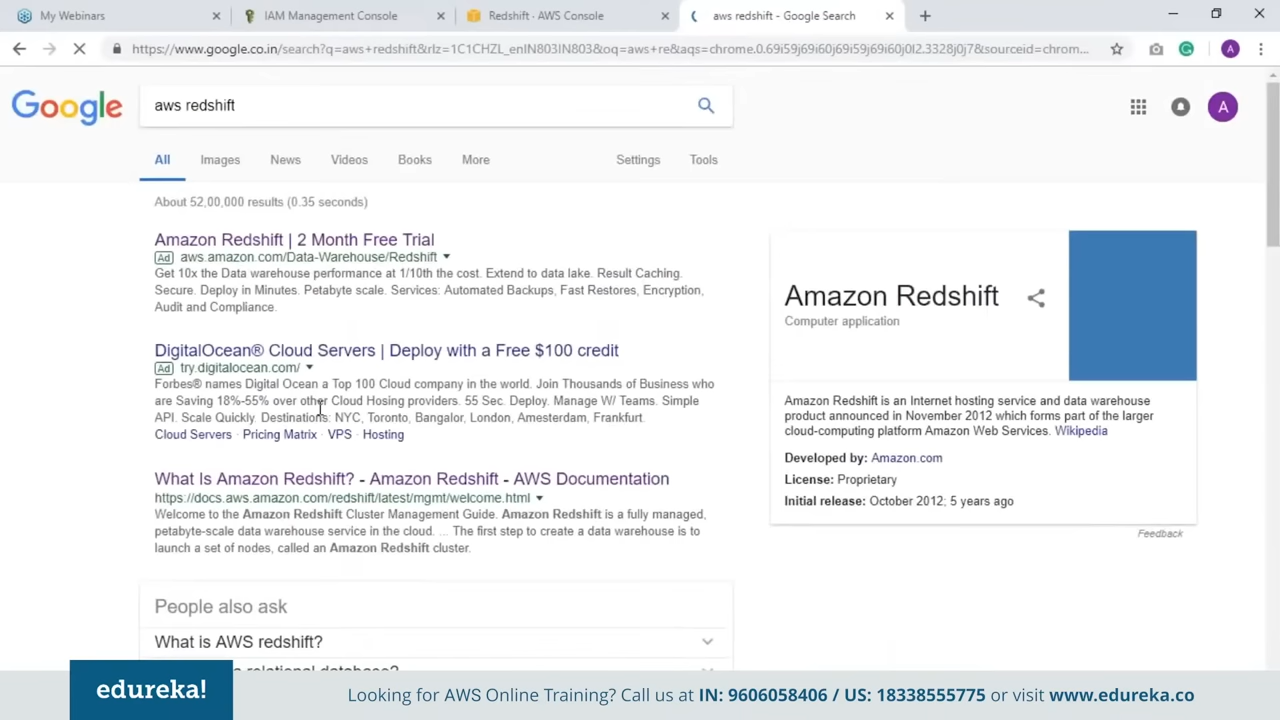 My Webinars
IAM Management Console
Redshift · AWS Console
aws redshift - Google Search
https://www.google.co.in/search?q=aws+redshift&rlz=1C1CHZL_enIN803IN803&oq=aws+re&aqs=chrome.0.69i59j69i60j69i59j69i60j0l2.3328j0j7&sourceid=chrom...
A
Google
aws redshift
A
All Images News Videos Books More Settings Tools
About 52,00,000 results (0.35 seconds)
Amazon Redshift | 2 Month Free Trial
Ad aws.amazon.com/Data-Warehouse/Redshift
Get 10x the Data warehouse performance at 1/10th the cost. Extend to data lake. Result Caching.
Secure. Deploy in Minutes. Petabyte scale. Services: Automated Backups, Fast Restores, Encryption,
Audit and Compliance.
DigitalOcean® Cloud Servers | Deploy with a Free $100 credit
Ad try.digitalocean.com/
Forbes® names Digital Ocean a Top 100 Cloud company in the world. Join Thousands of Business who
are Saving 18%-55% over other Cloud Hosting providers. 55 Sec. Deploy. Manage W/ Teams. Simple
API. Scale Quickly. Destinations: NYC, Toronto, Bangalor, London, Amesterdam, Frankfurt.
Cloud Servers · Pricing Matrix · VPS · Hosting
What Is Amazon Redshift? - Amazon Redshift - AWS Documentation
https://docs.aws.amazon.com/redshift/latest/mgmt/welcome.html
Welcome to the Amazon Redshift Cluster Management Guide. Amazon Redshift is a fully managed,
petabyte-scale data warehouse service in the cloud. ... The first step to create a data warehouse is to
launch a set of nodes, called an Amazon Redshift cluster.
People also ask
What is AWS redshift?
a relational database?
Amazon Redshift
Computer application
Amazon Redshift is an Internet hosting service and data warehouse
product announced in November 2012 which forms part of the larger
cloud-computing platform Amazon Web Services. Wikipedia
Developed by: Amazon.com
License: Proprietary
Initial release: October 2012; 5 years ago
Feedback
edureka!
Looking for AWS Online Training? Call us at IN: 9606058406 / US: 18338555775 or visit www.edureka.co